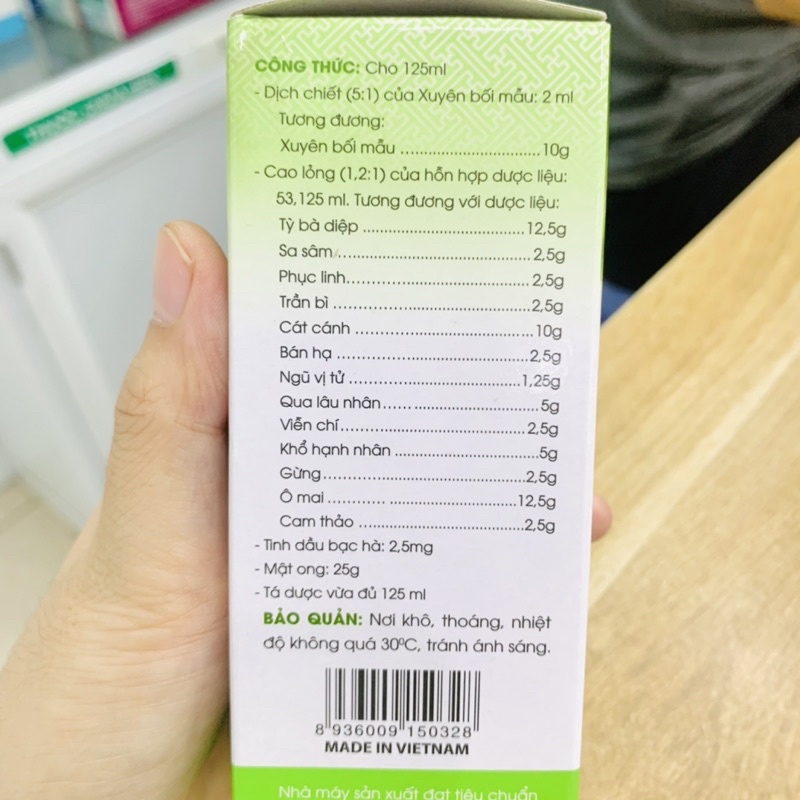 CÔNG THỨC: Cho 125ml
- Dịch chiết (5:1) của Xuyên bối mẫu: 2 ml
Tương đương:
Xuyên bối mẫu ..............................10g
- Cao lỏng (1,2:1) của hỗn hợp dược liệu:
53,125 ml. Tương đương với dược liệu:
Tỳ bà diệp ..............................12,5g
Sa sâm..............................2,5g
Phục linh..............................2,5g
Trần bì ..............................2,5g
Cát cánh ..............................10g
Bán hạ ..............................2,5g
Ngũ vị tử ..............................1,25g
Qua lâu nhân..............................5g
Viễn chí..............................2,5g
Khổ hạnh nhân ..............................5g
Gừng..............................2,5g
Ô mai ..............................12,5g
Cam thảo ..............................2,5g
- Tinh dầu bạc hà: 2,5mg
- Mật ong: 25g
- Tá dược vừa đủ 125 ml
BẢO QUẢN: Nơi khô, thoáng, nhiệt
độ không quá 30ºC, tránh ánh sáng.
8 936009 150328
MADE IN VIETNAM
Nhà máy sản xuất đạt tiêu chuẩn